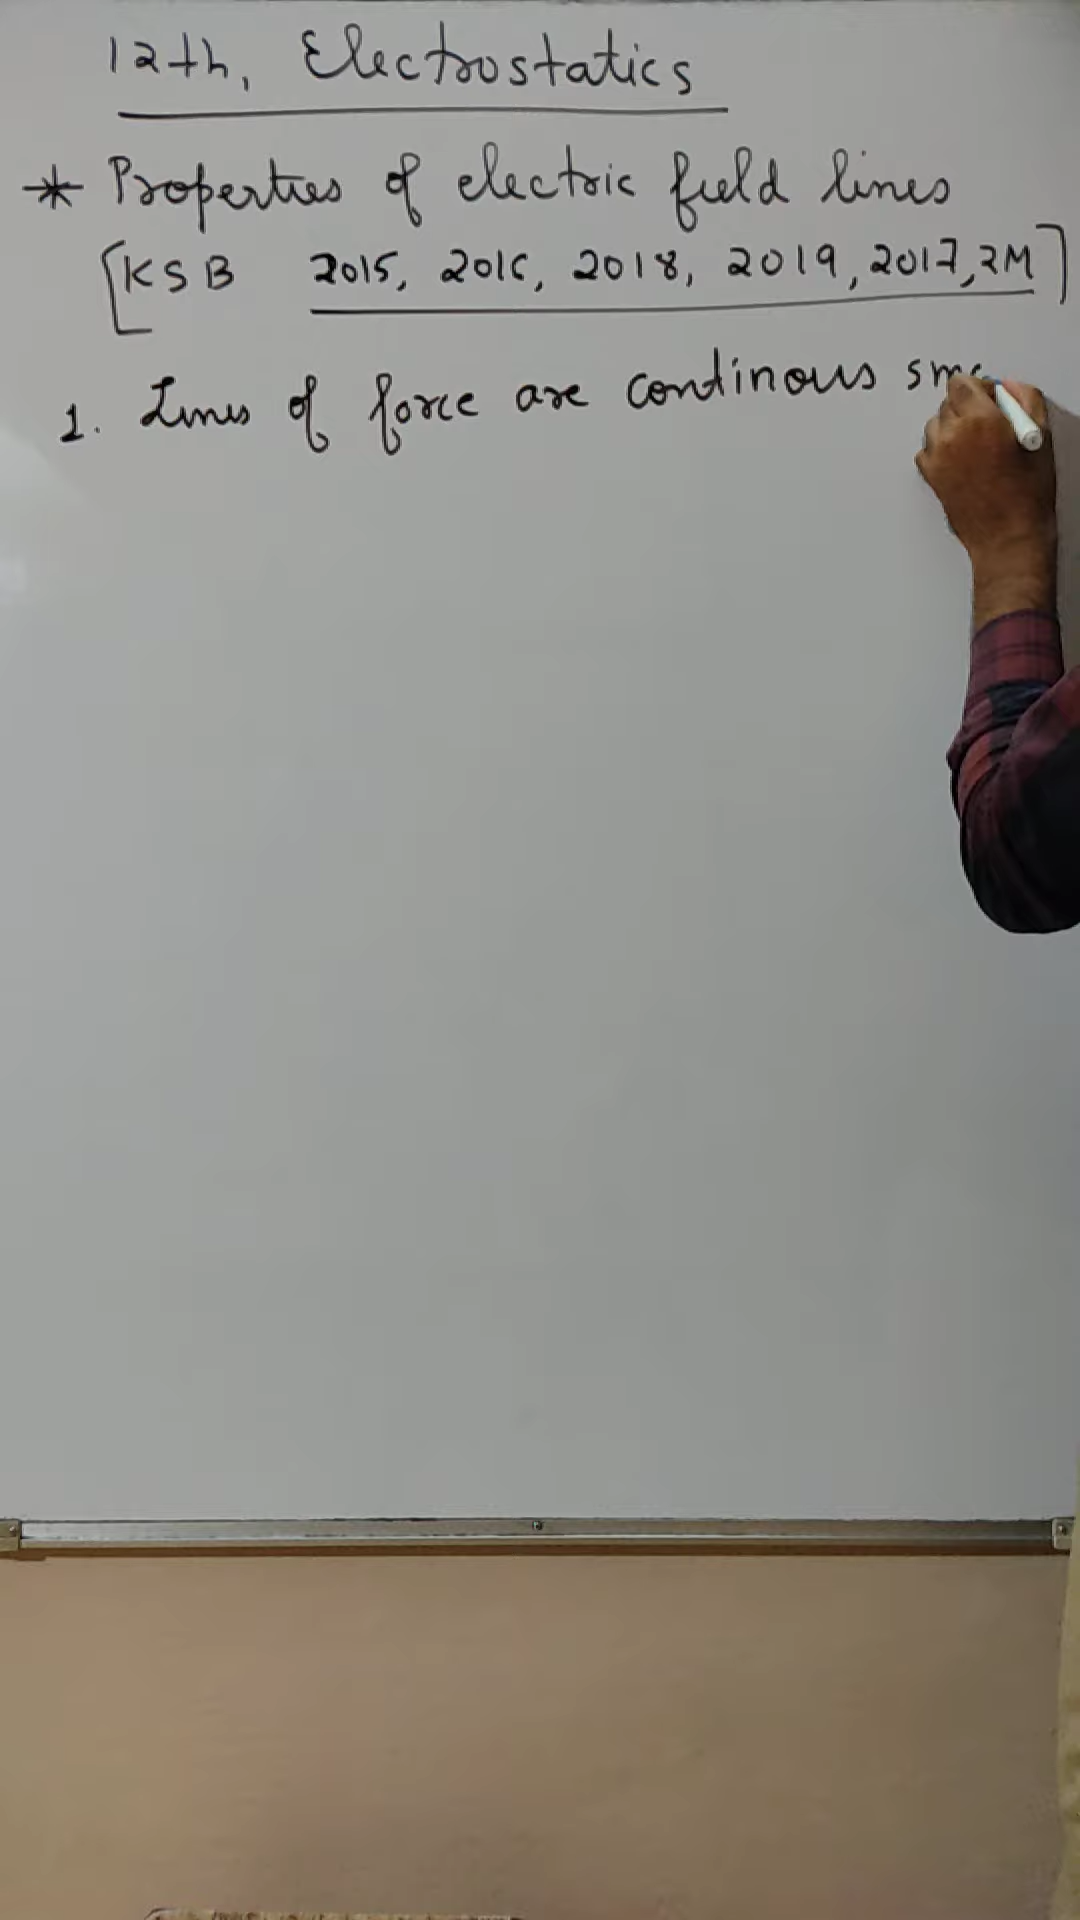 12th, Electrostatics
* Properties of electric field lines
[KSB 2015, 2016, 2018, 2019, 2017, 2M]
1. Lines of force are continous smo